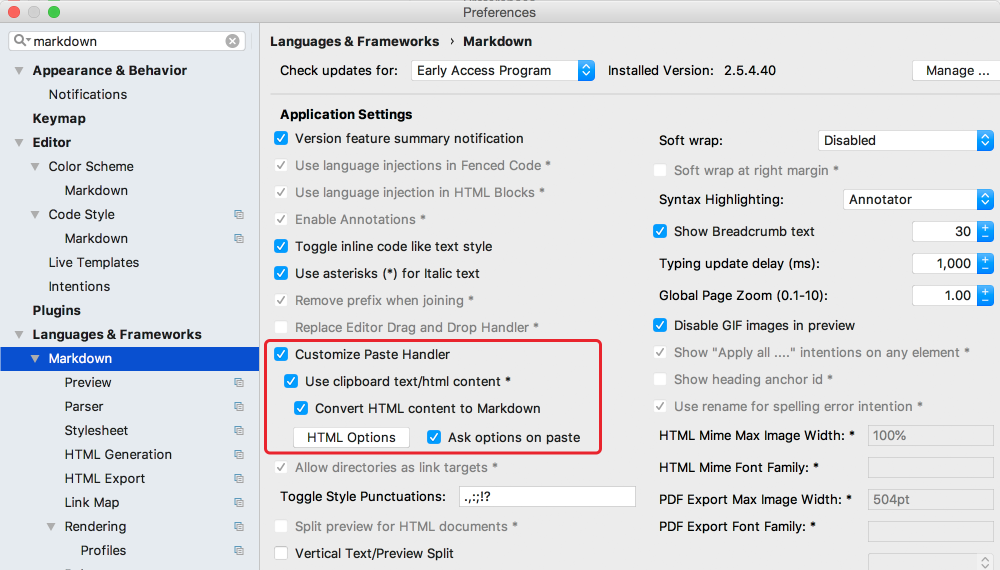 Preferences
markdown
Appearance & Behavior
Notifications
Keymap
Editor
Color Scheme
Markdown
Code Style
Markdown
Live Templates
Intentions
Plugins
Languages & Frameworks
Markdown
Preview
Parser
Stylesheet
HTML Generation
HTML Export
Link Map
Rendering
Profiles
Languages & Frameworks › Markdown
Check updates for: Early Access Program Installed Version: 2.5.4.40 Manage ...
Application Settings
Version feature summary notification
Use language injections in Fenced Code *
Use language injection in HTML Blocks *
Enable Annotations *
Toggle inline code like text style
Use asterisks (*) for Italic text
Remove prefix when joining *
Replace Editor Drag and Drop Handler *
Customize Paste Handler
Use clipboard text/html content *
Convert HTML content to Markdown
HTML Options Ask options on paste
Allow directories as link targets *
Toggle Style Punctuations: .,:;!?
Split preview for HTML documents *
Vertical Text/Preview Split
Soft wrap: Disabled
Soft wrap at right margin *
Syntax Highlighting: Annotator
Show Breadcrumb text 30
Typing update delay (ms): 1,000
Global Page Zoom (0.1-10): 1.00
Disable GIF images in preview
Show "Apply all ...." intentions on any element *
Show heading anchor id *
Use rename for spelling error intention *
HTML Mime Max Image Width: * 100%
HTML Mime Font Family: *
PDF Export Max Image Width: * 504pt
PDF Export Font Family: *